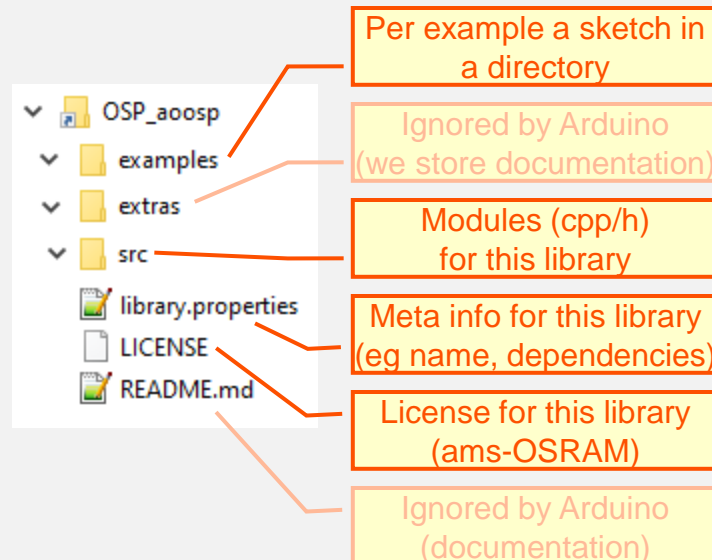 OSP_aoosp
examples
extras
src
library.properties
LICENSE
README.md
Per example a sketch in
a directory
Ignored by Arduino
(we store documentation)
Modules (cpp/h)
for this library
Meta info for this library
(eg name, dependencies)
License for this library
(ams-OSRAM)
Ignored by Arduino
(documentation)